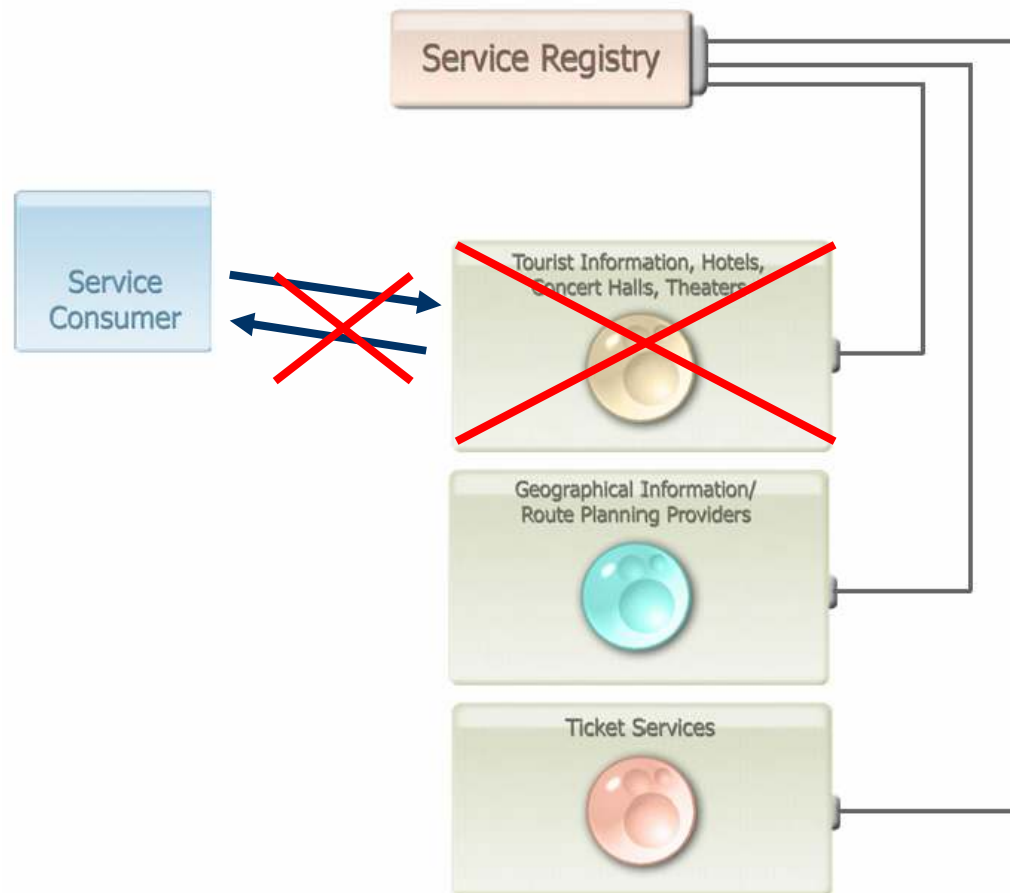 Service Registry
Service
Consumer
Tourist Information, Hotels,
Concert Halls, Theaters
Geographical Information/
Route Planning Providers
Ticket Services